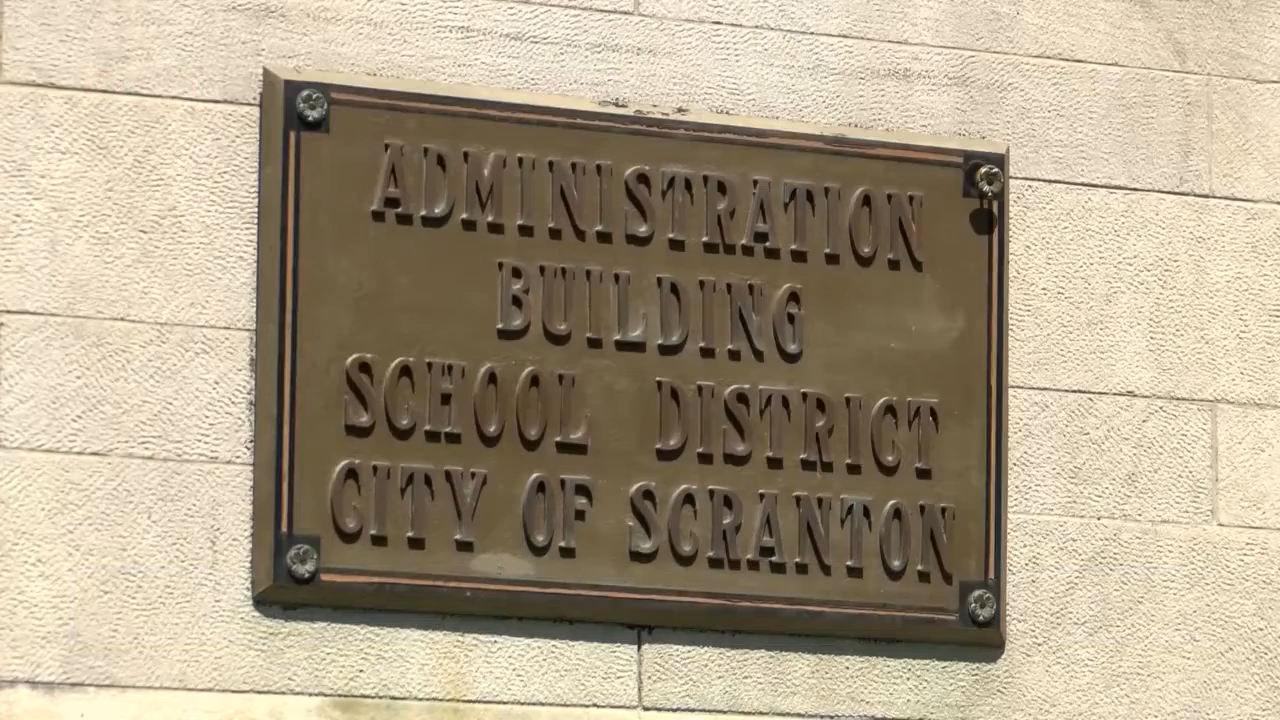 ADMINISTRATION
BUILDING
SCHOOL DISTRICT
CITY OF SCRANTON